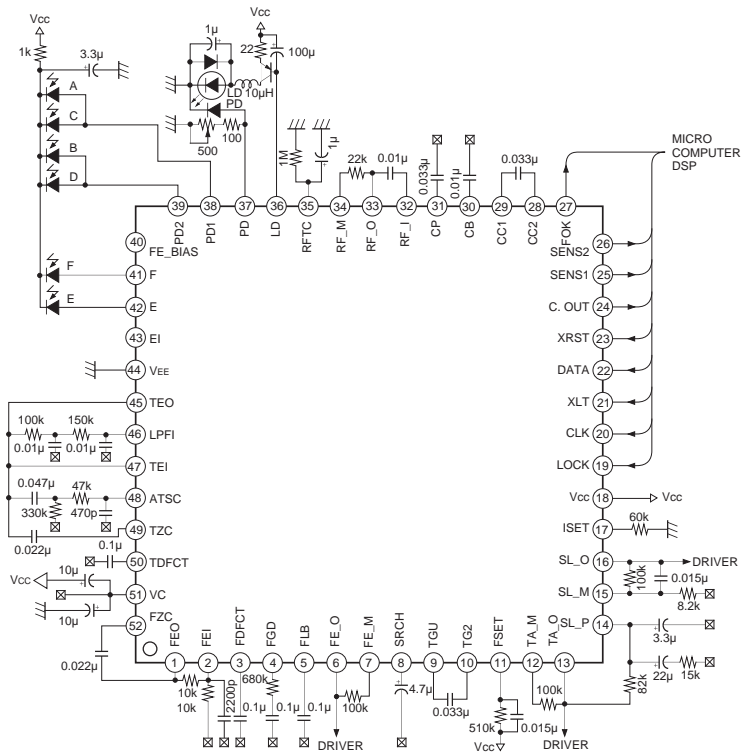 Vcc
1k
3.3µ
A
C
B
D
F
E
1µ
Vcc
22
100µ
LD 10µH
PD
500
100
1M
1µ
22k
0.01µ
0.033µ
0.01µ
0.033µ
MICRO
COMPUTER
DSP
39 38 37 36 35 34 33 32 31 30 29 28 27
PD2 PD1 PD LD RFTC RF_M RF_O RF_I CP CB CC1 CC2 FOK
40
FE_BIAS
41 F
42 E
43 EI
44 VEE
45 TEO
46 LPFI
47 TEI
48 ATSC
49 TZC
50 TDFCT
51 VC
52
FZC
100k 150k
0.01µ 0.01µ
0.047µ 47k
330k 470p
0.022µ
0.1µ
10µ
Vcc
10µ
0.022µ
SENS2 26
SENS1 25
C. OUT 24
XRST 23
DATA 22
XLT 21
CLK 20
LOCK 19
Vcc 18 Vcc
ISET 17
60k
SL_O 16 DRIVER
100k
0.015µ
SL_M 15
8.2k
SL_P 14
3.3µ
22µ 15k
82k
FEO FEI FDFCT FGD FLB FE_O FE_M SRCH TGU TG2 FSET TA_M TA_O
1 2 3 4 5 6 7 8 9 10 11 12 13
10k
10k
2200p
0.1µ
680k
0.1µ
0.1µ
100k
DRIVER
4.7µ
0.033µ
510k
0.015µ
Vcc
100k
DRIVER